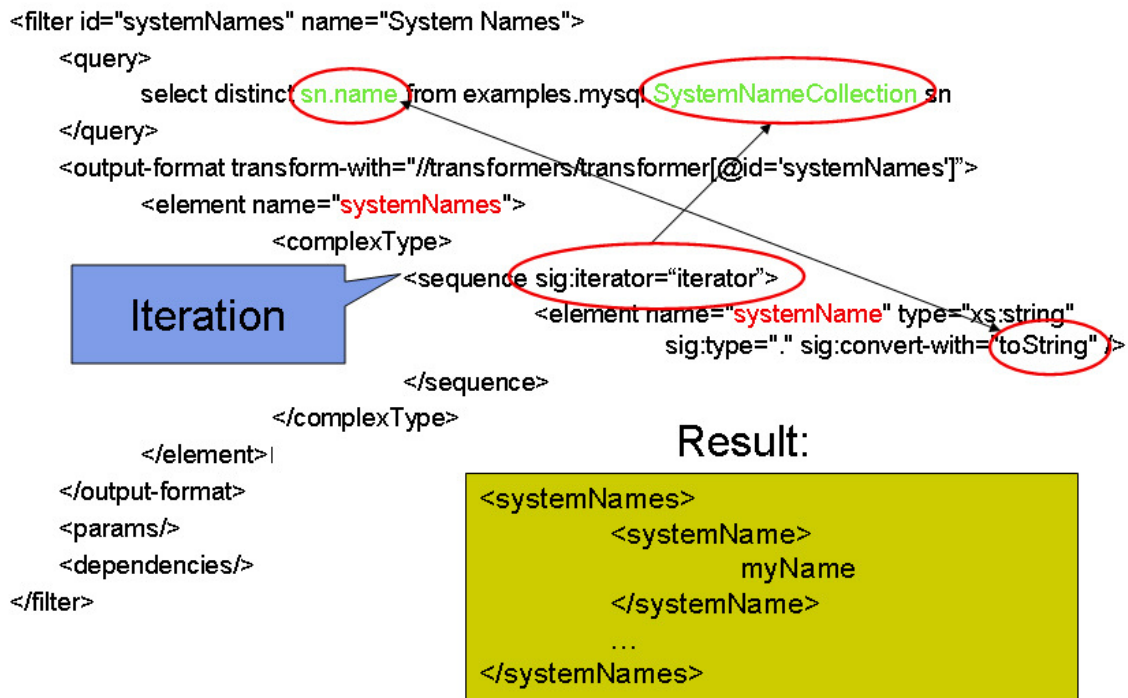 <filter id="systemNames" name="System Names">
<query>
select distinct sn.name from examples.mysql.SystemNameCollection sn
</query>
<output-format transform-with="//transformers/transformer[@id='systemNames']”>
<element name="systemNames">
<complexType>
<sequence sig:iterator=“iterator”>
Iteration
<element name="systemName" type="xs:string"
sig:type="." sig:convert-with="toString" />
</sequence>
</complexType>
</element>
</output-format>
<params/>
<dependencies/>
</filter>
Result:
<systemNames>
<systemName>
myName
</systemName>
…
</systemNames>